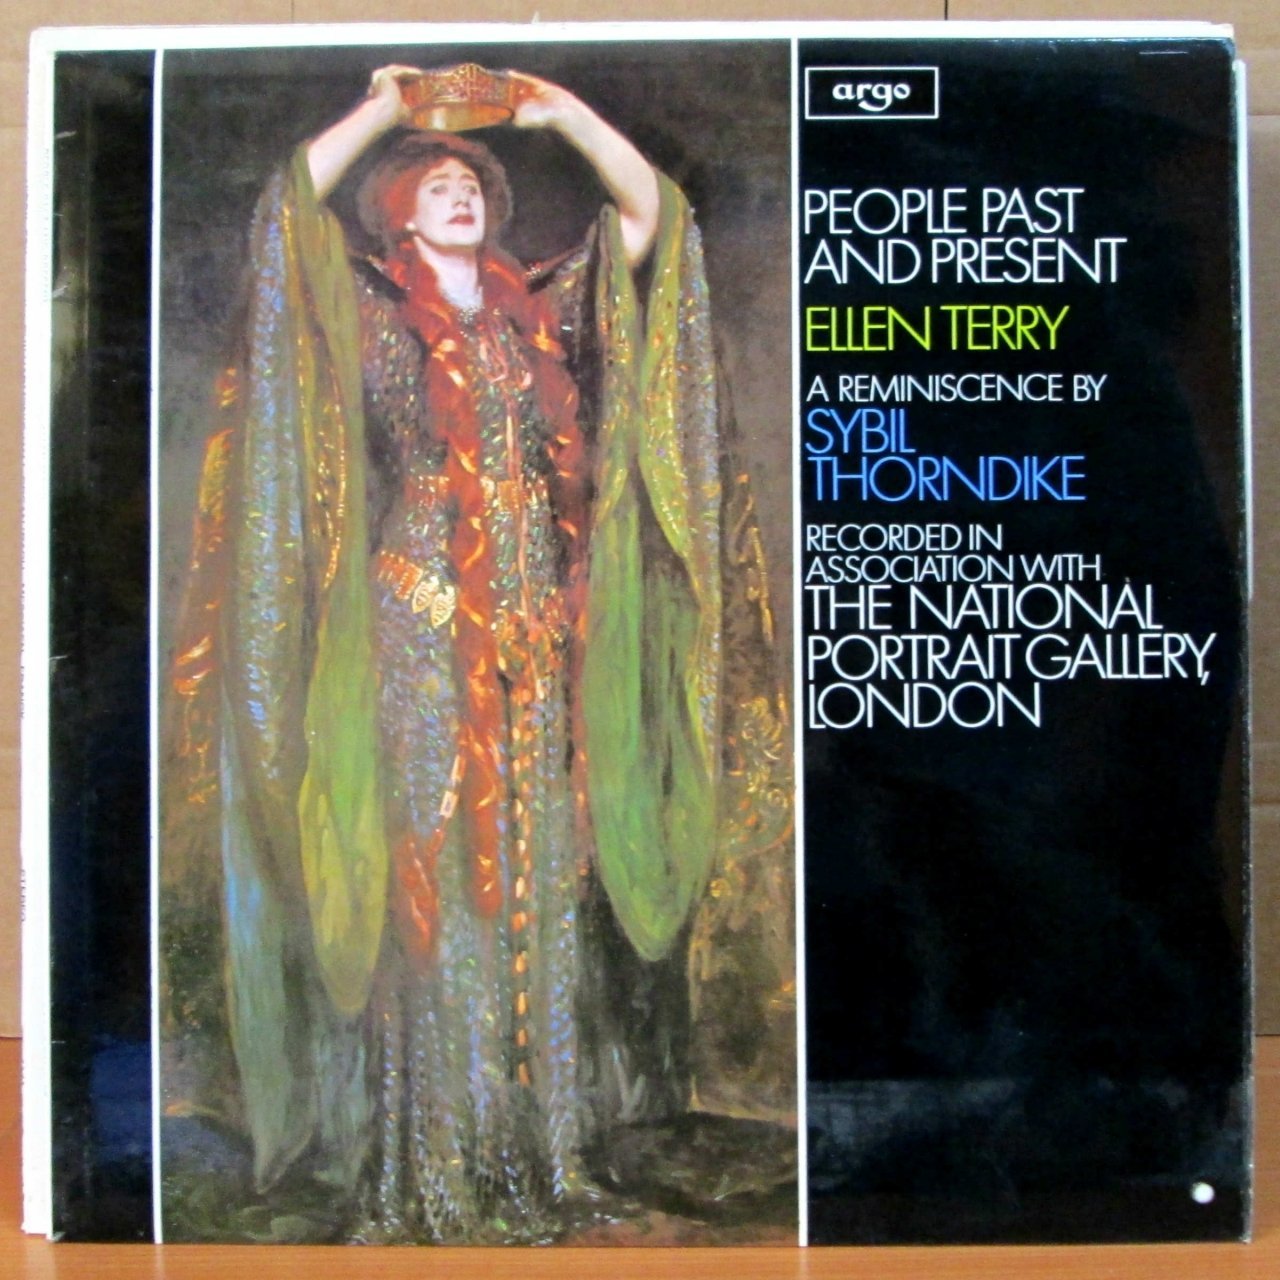 argo
PEOPLE PAST
AND PRESENT
ELLEN TERRY
A REMINISCENCE BY
SYBIL
THORNDIKE
RECORDED IN
ASSOCIATION WITH
THE NATIONAL
PORTRAIT GALLERY,
LONDON